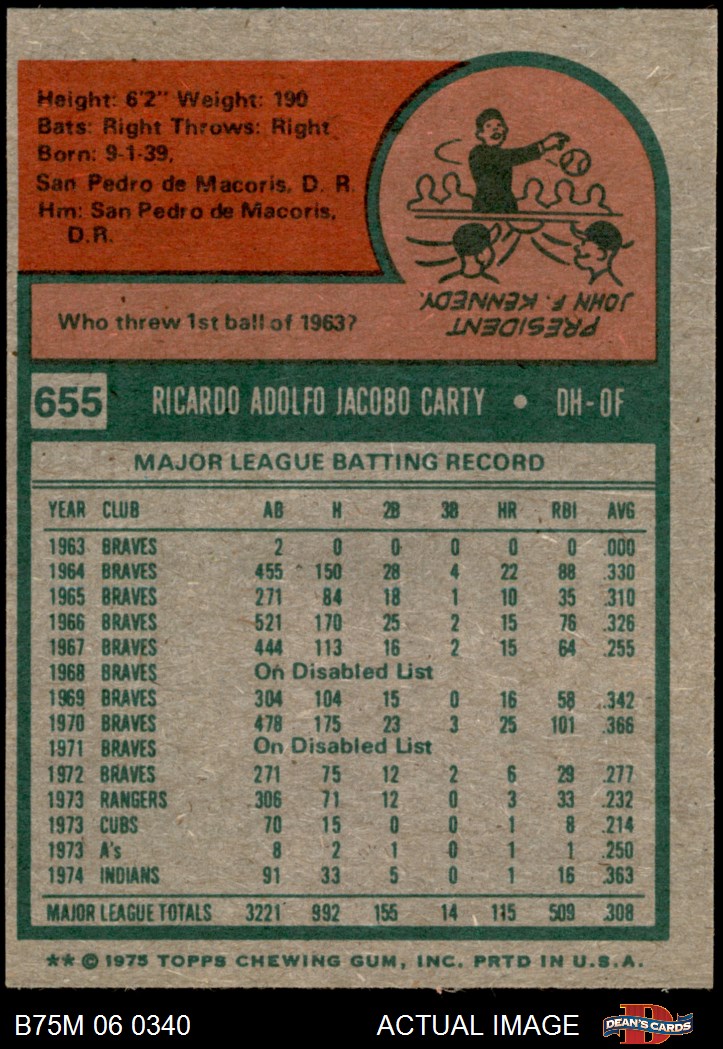 Height: 6'2" Weight: 190
Bats: Right Throws: Right
Born: 9-1-39,
San Pedro de Macoris, D. R.
Hm: San Pedro de Macoris,
D.R.
Who threw 1st ball of 1963?
PRESIDENT
JOHN F. KENNEDY.
655 RICARDO ADOLFO JACOBO CARTY • DH-OF
MAJOR LEAGUE BATTING RECORD
YEAR CLUB AB H 2B 3B HR RBI AVG
1963 BRAVES 2 0 0 0 0 0 .000
1964 BRAVES 455 150 28 4 22 88 .330
1965 BRAVES 271 84 18 1 10 35 .310
1966 BRAVES 521 170 25 2 15 76 .326
1967 BRAVES 444 113 16 2 15 64 .255
1968 BRAVES On Disabled List
1969 BRAVES 304 104 15 0 16 58 .342
1970 BRAVES 478 175 23 3 25 101 .366
1971 BRAVES On Disabled List
1972 BRAVES 271 75 12 2 6 29 .277
1973 RANGERS 306 71 12 0 3 33 .232
1973 CUBS 70 15 0 0 1 8 .214
1973 A's 8 2 1 0 1 1 .250
1974 INDIANS 91 33 5 0 1 16 .363
MAJOR LEAGUE TOTALS 3221 992 155 14 115 509 .308
** © 1975 TOPPS CHEWING GUM, INC. PRTD IN U.S.A.
B75M 06 0340 ACTUAL IMAGE DEAN'S CARDS